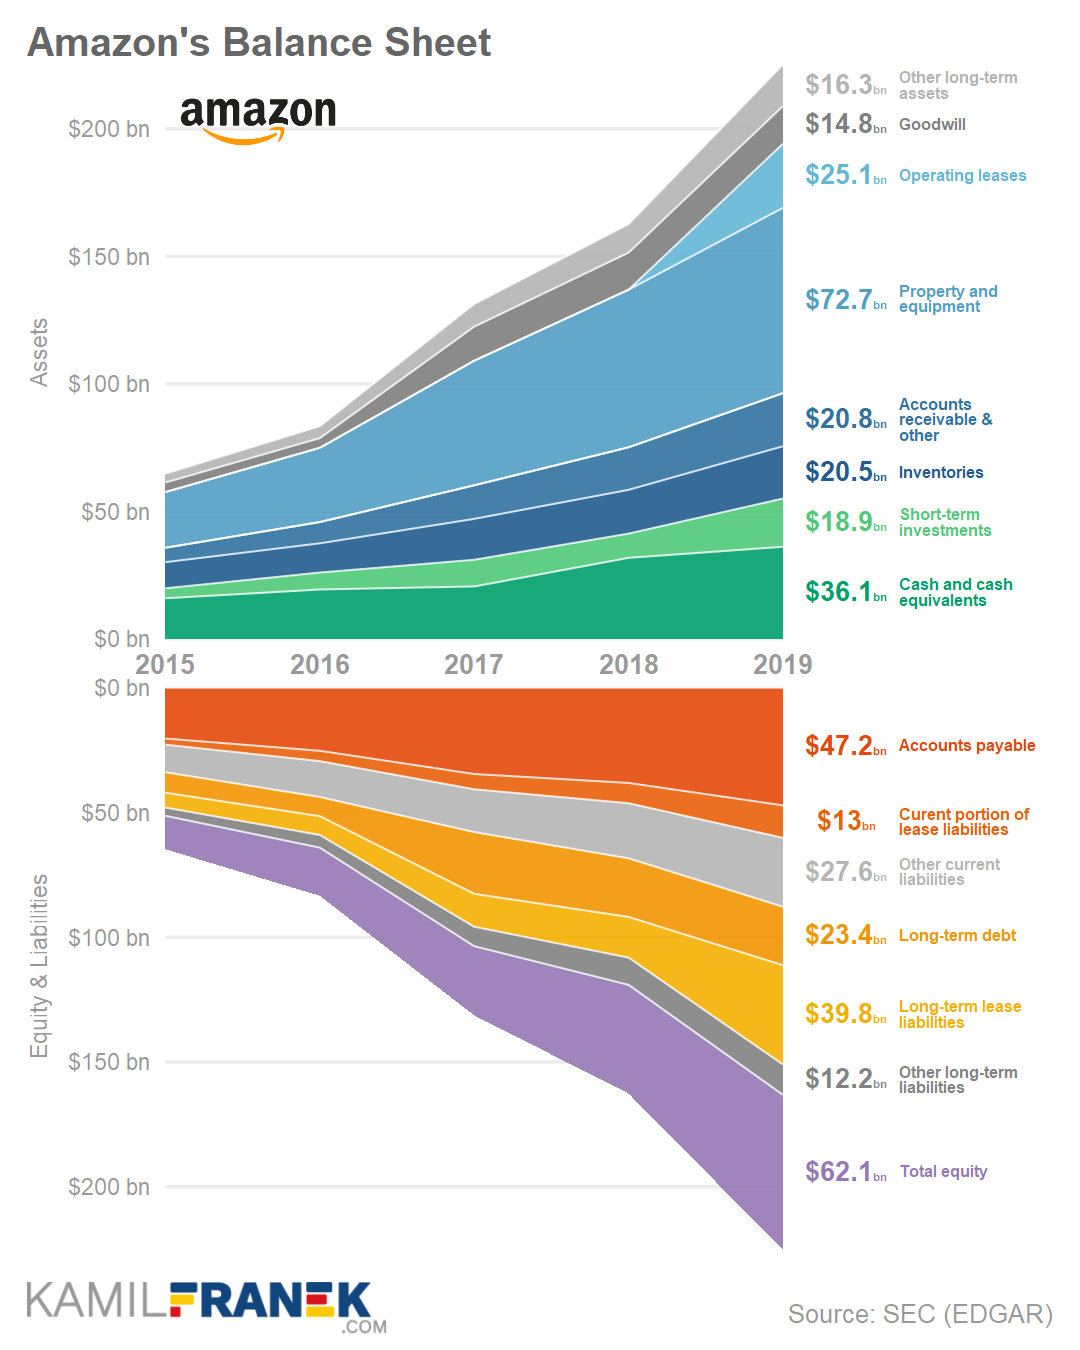 Amazon's Balance Sheet
amazon
Assets
$200 bn
$150 bn
$100 bn
$50 bn
$0 bn
$16.3bn Other long-term
assets
$14.8bn Goodwill
$25.1bn Operating leases
$72.7bn Property and
equipment
$20.8bn Accounts
receivable &
other
$20.5bn Inventories
$18.9bn Short-term
investments
$36.1bn Cash and cash
equivalents
2015 2016 2017 2018 2019
Equity & Liabilities
$0 bn
$50 bn
$100 bn
$150 bn
$200 bn
$47.2bn Accounts payable
$13bn Curent portion of
lease liabilities
$27.6bn Other current
liabilities
$23.4bn Long-term debt
$39.8bn Long-term lease
liabilities
$12.2bn Other long-term
liabilities
$62.1bn Total equity
KAMILFRANEK
.COM
Source: SEC (EDGAR)